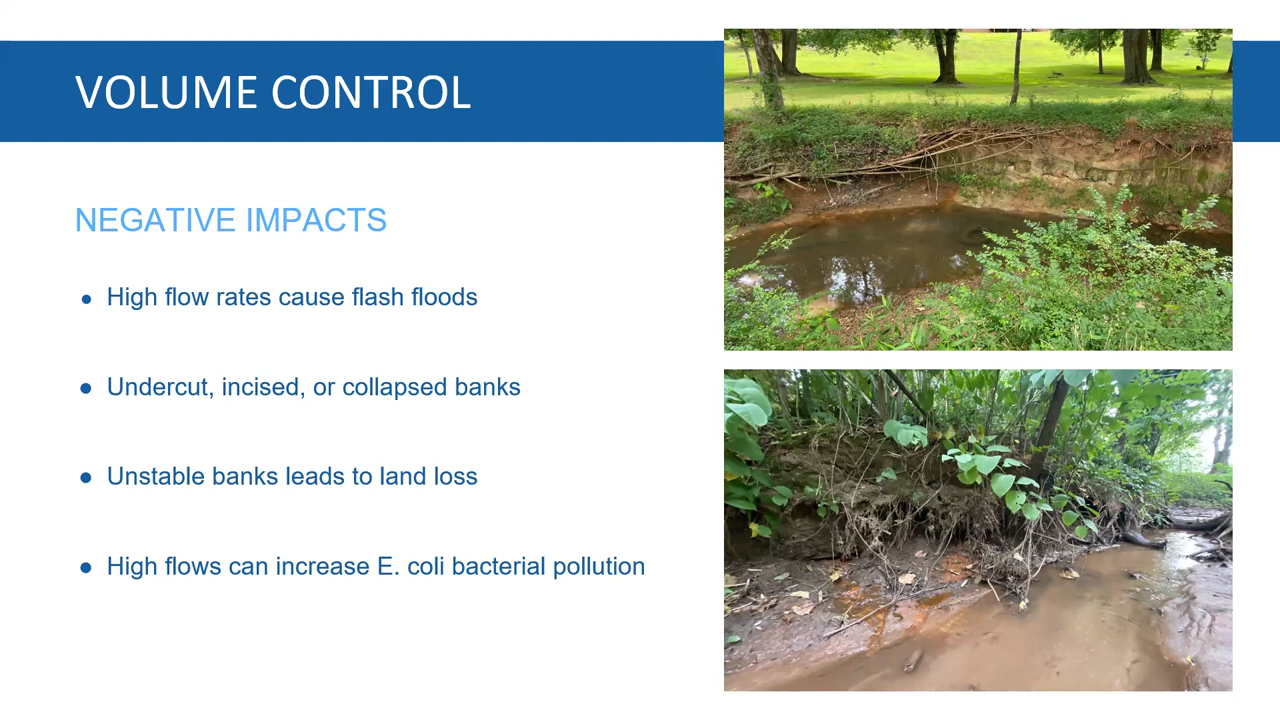 VOLUME CONTROL
NEGATIVE IMPACTS
● High flow rates cause flash floods
● Undercut, incised, or collapsed banks
● Unstable banks leads to land loss
● High flows can increase E. coli bacterial pollution